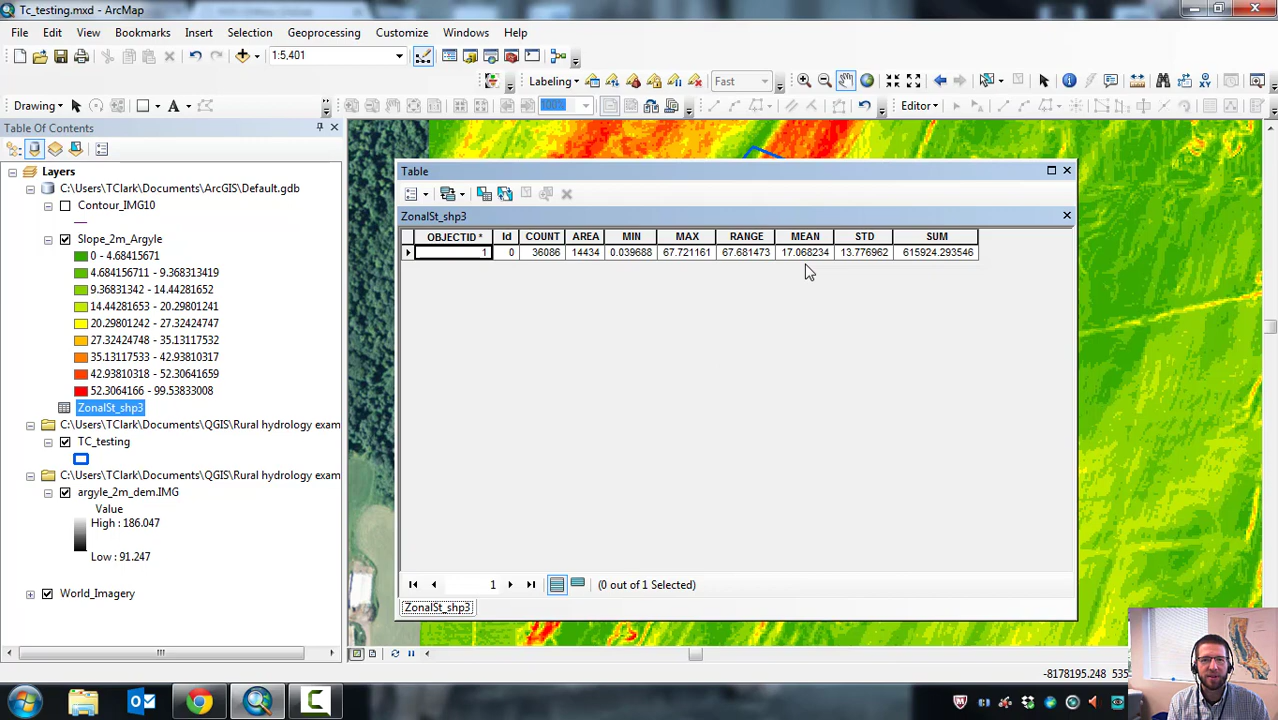 Tc_testing.mxd - ArcMap
File Edit View Bookmarks Insert Selection Geoprocessing Customize Windows Help
1:5,401
Labeling Fast
Drawing 100% Editor
Table Of Contents
Layers
C:\Users\TClark\Documents\ArcGIS\Default.gdb
Contour_IMG10
Slope_2m_Argyle
0 - 4.68415671
4.684156711 - 9.368313419
9.36831342 - 14.44281652
14.44281653 - 20.29801241
20.29801242 - 27.32424747
27.32424748 - 35.13117533
35.13117533 - 42.93810317
42.93810318 - 52.30641659
52.3064166 - 99.53833008
ZonalSt_shp3
C:\Users\TClark\Documents\QGIS\Rural hydrology exam
TC_testing
C:\Users\TClark\Documents\QGIS\Rural hydrology exam
argyle_2m_dem.IMG
Value
High : 186.047
Low : 91.247
World_Imagery
Table
ZonalSt_shp3
OBJECTID * Id COUNT AREA MIN MAX RANGE MEAN STD SUM
1 0 36086 14434 0.039688 67.721161 67.681473 17.068234 13.776962 615924.293546
1 (0 out of 1 Selected)
ZonalSt_shp3
-8178195.248 535